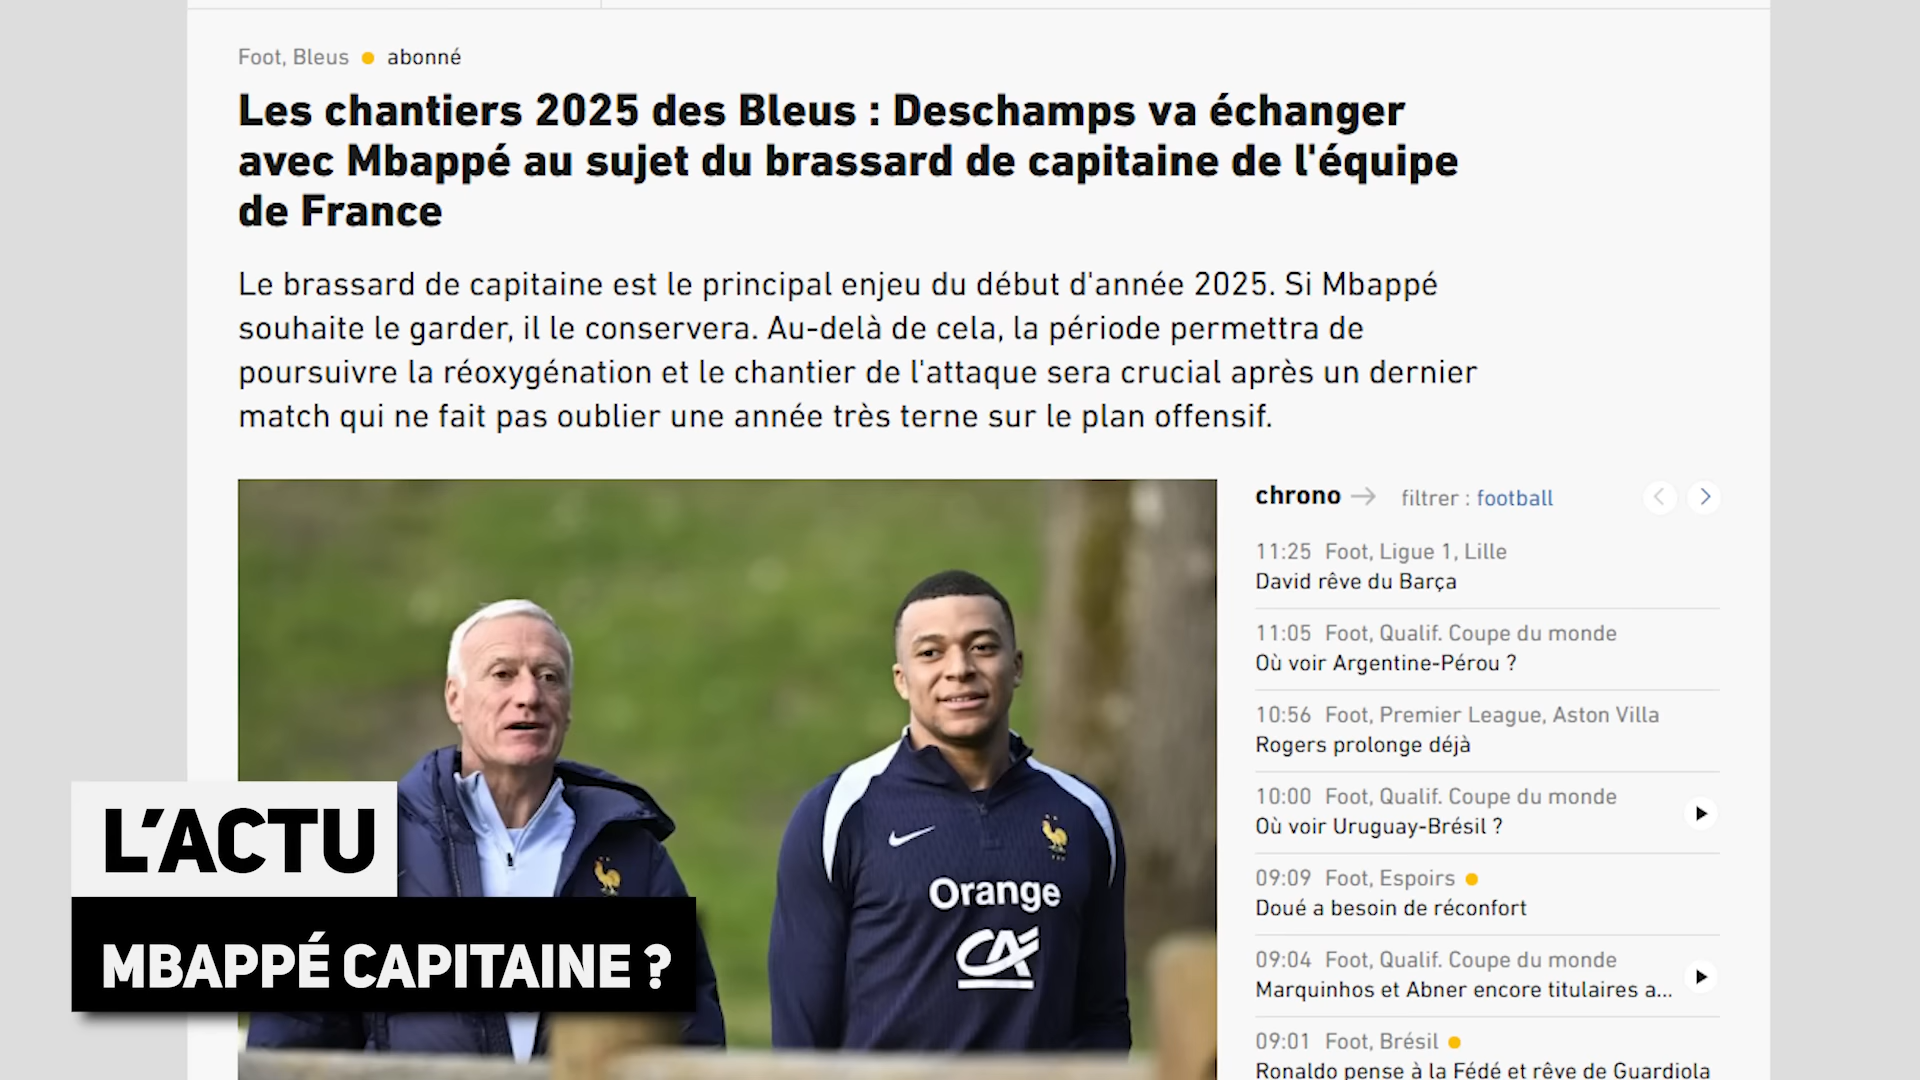 Foot, Bleus abonné
Les chantiers 2025 des Bleus : Deschamps va échanger
avec Mbappé au sujet du brassard de capitaine de l'équipe
de France
Le brassard de capitaine est le principal enjeu du début d'année 2025. Si Mbappé
souhaite le garder, il le conservera. Au-delà de cela, la période permettra de
poursuivre la réoxygénation et le chantier de l'attaque sera crucial après un dernier
match qui ne fait pas oublier une année très terne sur le plan offensif.
Orange
CA
L'ACTU
MBAPPÉ CAPITAINE ?
chrono → filtrer : football
11:25 Foot, Ligue 1, Lille
David rêve du Barça
11:05 Foot, Qualif. Coupe du monde
Où voir Argentine-Pérou ?
10:56 Foot, Premier League, Aston Villa
Rogers prolonge déjà
10:00 Foot, Qualif. Coupe du monde
Où voir Uruguay-Brésil ?
09:09 Foot, Espoirs
Doué a besoin de réconfort
09:04 Foot, Qualif. Coupe du monde
Marquinhos et Abner encore titulaires a...
09:01 Foot, Brésil
Ronaldo pense à la Fédé et rêve de Guardiola